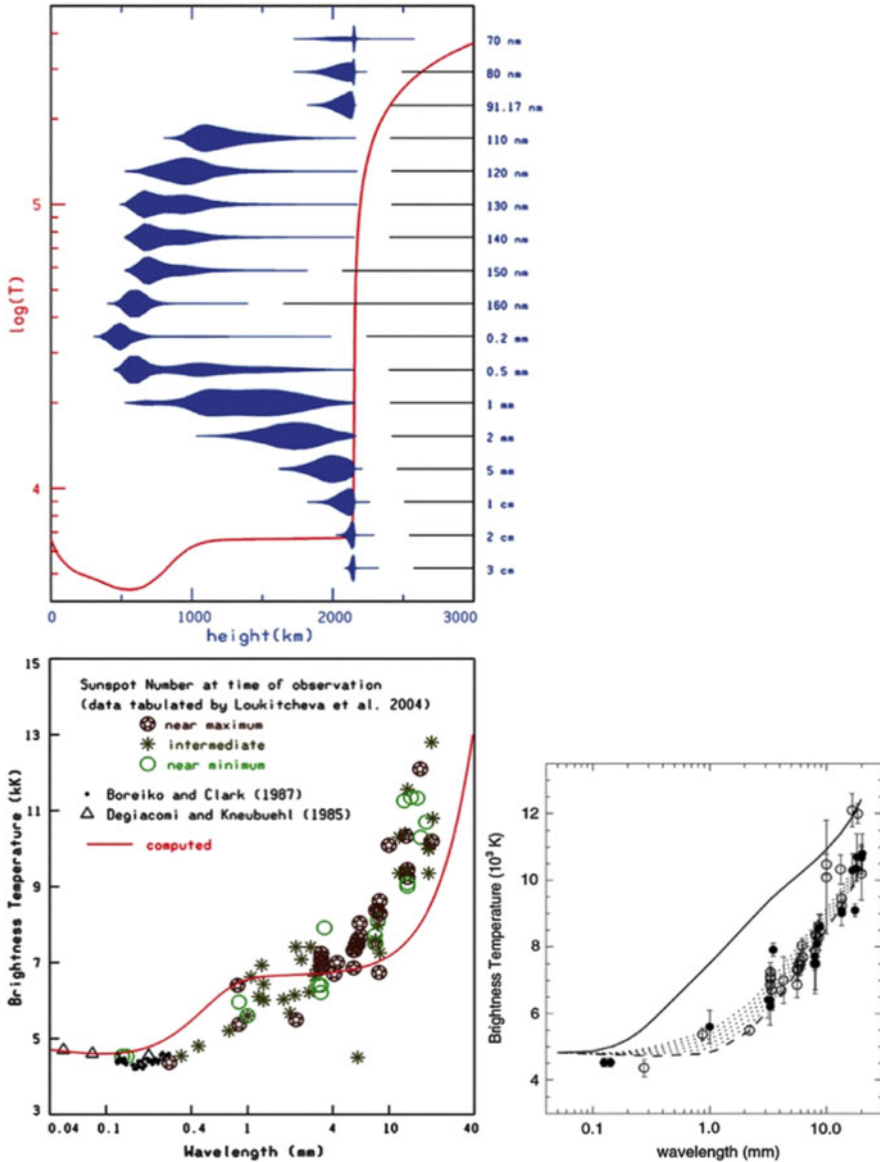 70 nm
80 nm
91.17 nm
110 nm
120 nm
5
130 nm
140 nm
150 nm
log(T)
160 nm
0.2 mm
0.5 mm
1 mm
2 mm
5 mm
4
1 cm
2 cm
3 cm
0 1000 2000 3000
height(km)
15
Sunspot Number at time of observation
(data tabulated by Loukitcheva et al. 2004)
near maximum
13
intermediate
near minimum
Boreiko and Clark (1987)
Degiacomi and Kneubuehl (1985)
11
computed
9
Brightness Temperature (kK)
7
5
3
0.04 0.1 0.4 1 4 10 40
Wavelength (mm)
12
10
Brightness Temperature (10³ K)
8
6
4
0.1 1.0 10.0
wavelength (mm)